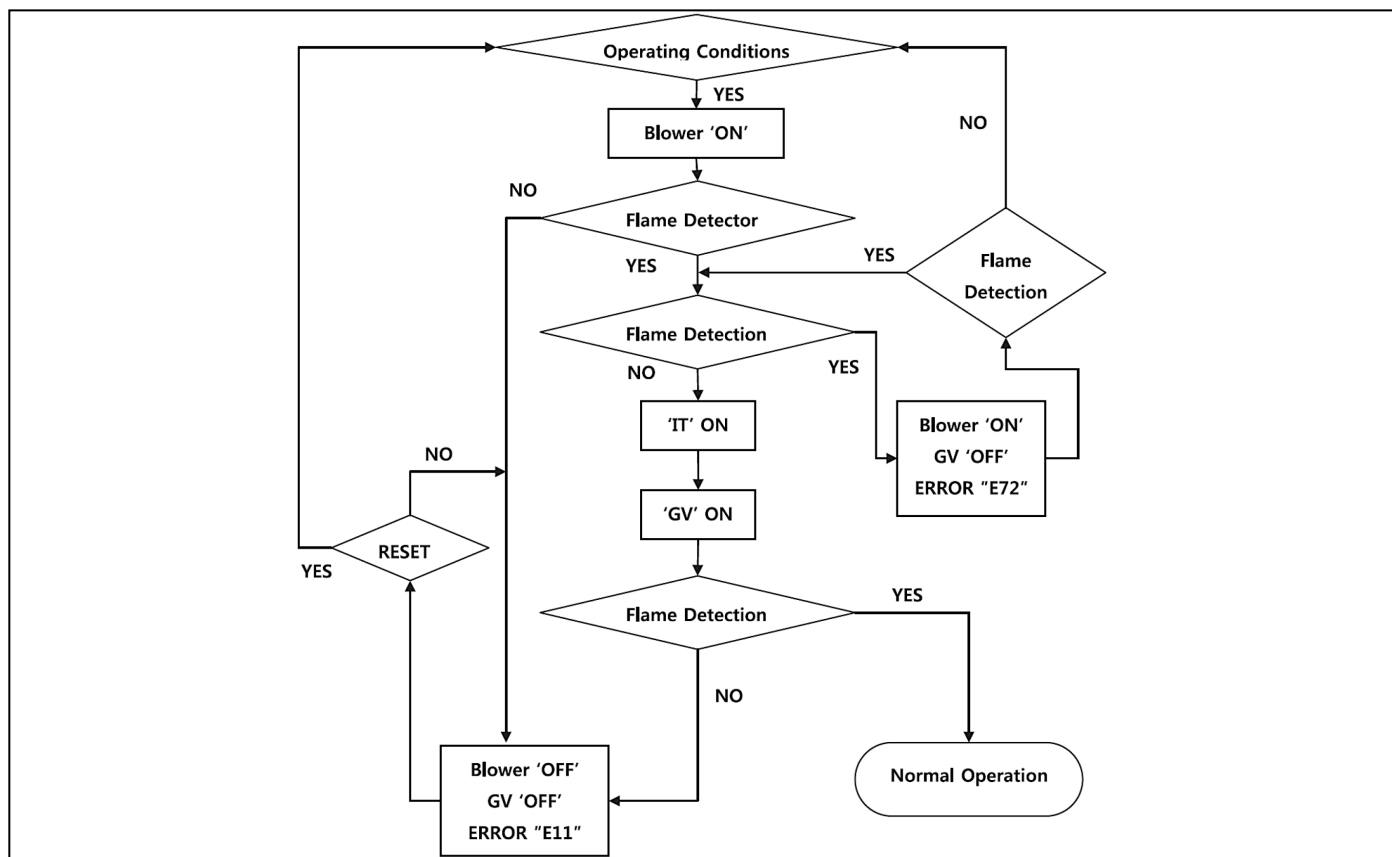 Operating Conditions
YES
NO
Blower ‘ON’
NO
Flame Detector
YES
YES
Flame
Detection
Flame Detection
YES
NO
‘IT’ ON
Blower ‘ON’
GV ‘OFF’
ERROR "E72"
NO
‘GV’ ON
RESET
YES
Flame Detection
YES
NO
Blower ‘OFF’
GV ‘OFF’
ERROR "E11"
Normal Operation